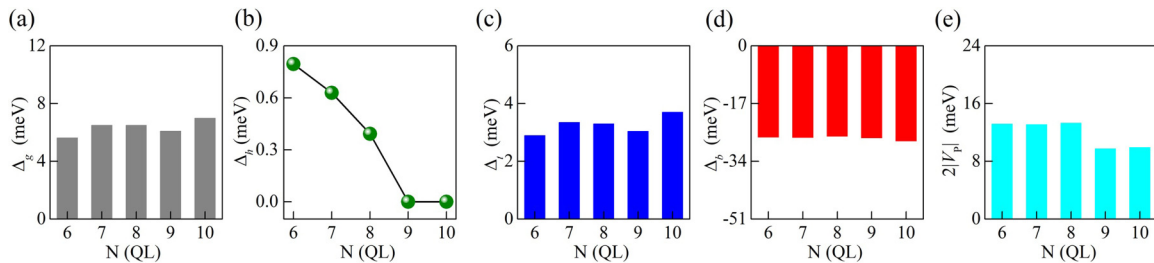 (a)
Δg (meV)
12
8
4
0
6 7 8 9 10
N (QL)
(b)
Δh (meV)
0.9
0.6
0.3
0.0
6 7 8 9 10
N (QL)
(c)
Δt (meV)
6
4
2
0
6 7 8 9 10
N (QL)
(d)
Δb (meV)
0
-17
-34
-51
6 7 8 9 10
N (QL)
(e)
2|VP| (meV)
24
16
8
0
6 7 8 9 10
N (QL)